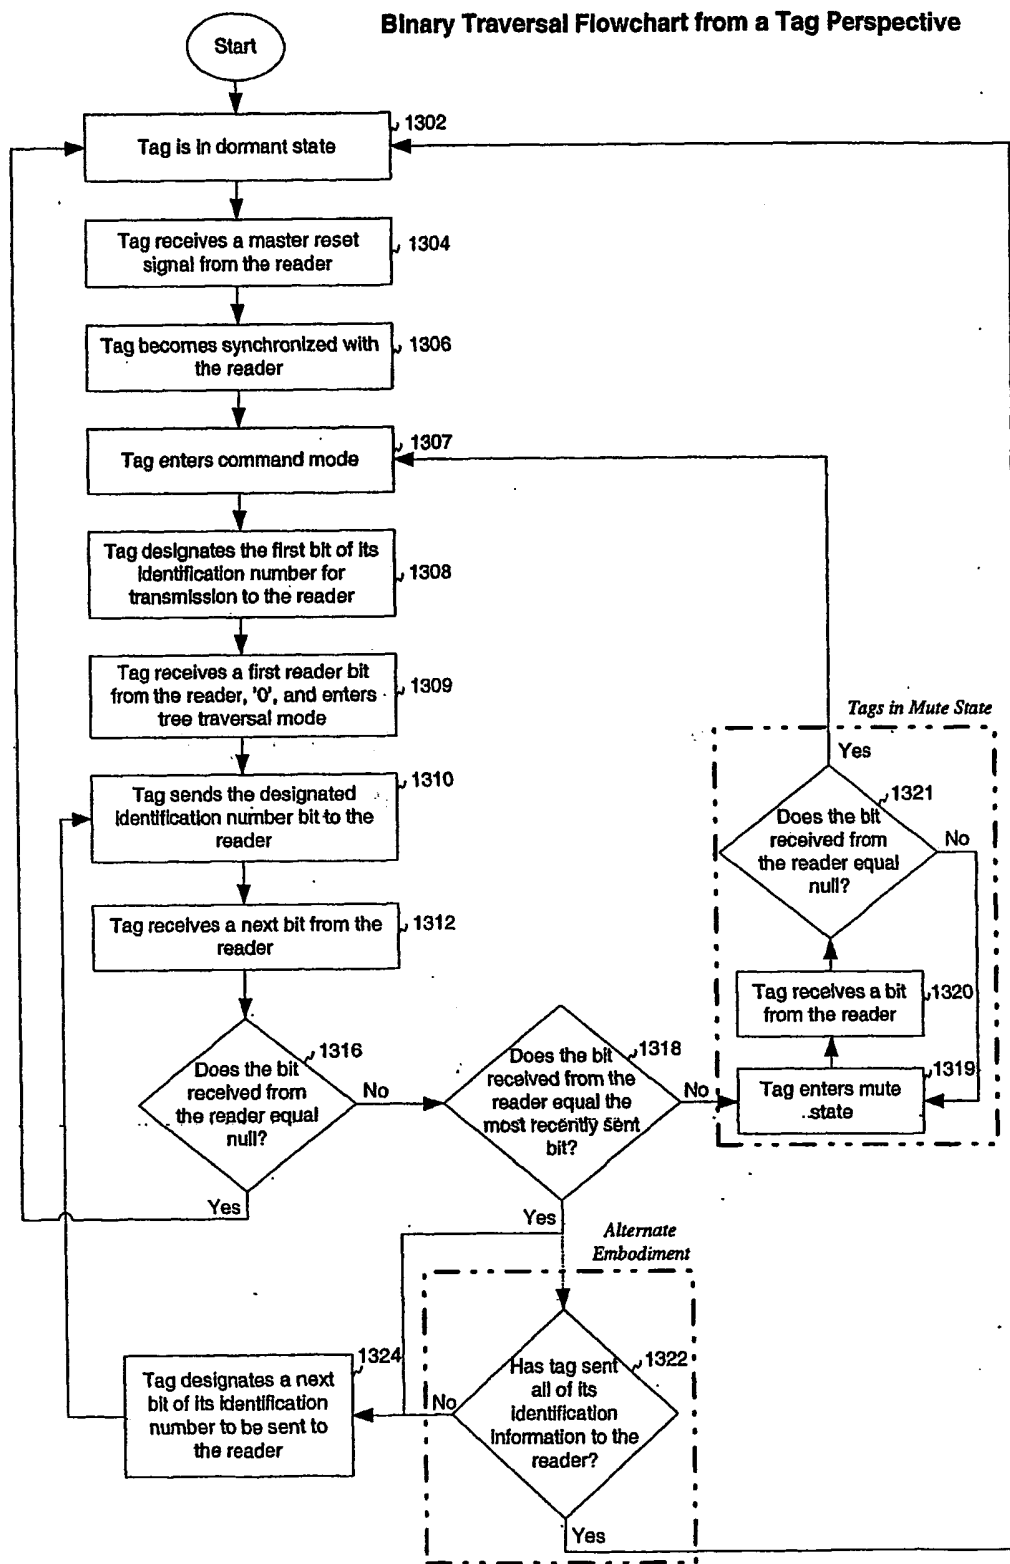 Binary Traversal Flowchart from a Tag Perspective
Start
1302
Tag is in dormant state
Tag receives a master reset
signal from the reader
1304
Tag becomes synchronized with
the reader
1306
1307
Tag enters command mode
Tag designates the first bit of its
identification number for
transmission to the reader
1308
Tag receives a first reader bit
from the reader, '0', and enters
tree traversal mode
1309
1310
Tag sends the designated
identification number bit to the
reader
Tag receives a next bit from the
reader
1312
1316
Does the bit
received from
the reader equal
null?
No
Yes
1318
Does the bit
received from the
reader equal the
most recently sent
bit?
No
Yes
Tags in Mute State
Yes
1321
Does the bit
received from
the reader equal
null?
No
Tag receives a bit
from the reader
1320
1319
Tag enters mute
state
Alternate
Embodiment
1322
Has tag sent
all of its
identification
information to the
reader?
No
Yes
1324
Tag designates a next
bit of its identification
number to be sent to
the reader